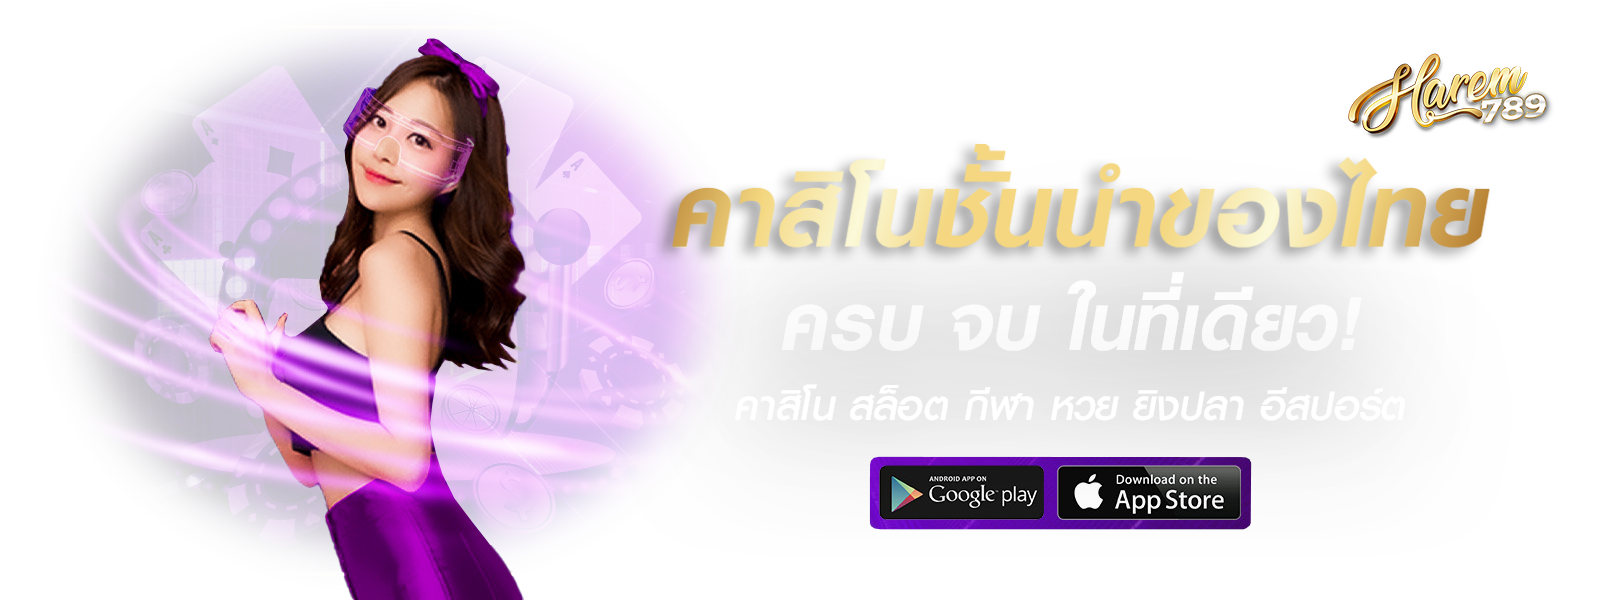 Harem
789
คาสิโนชั้นนำของไทย
ครบ จบ ในที่เดียว!
คาสิโน สล็อต กีฬา หวย ยิงปลา อีสปอร์ต
ANDROID APP ON
Google play
Download on the
App Store